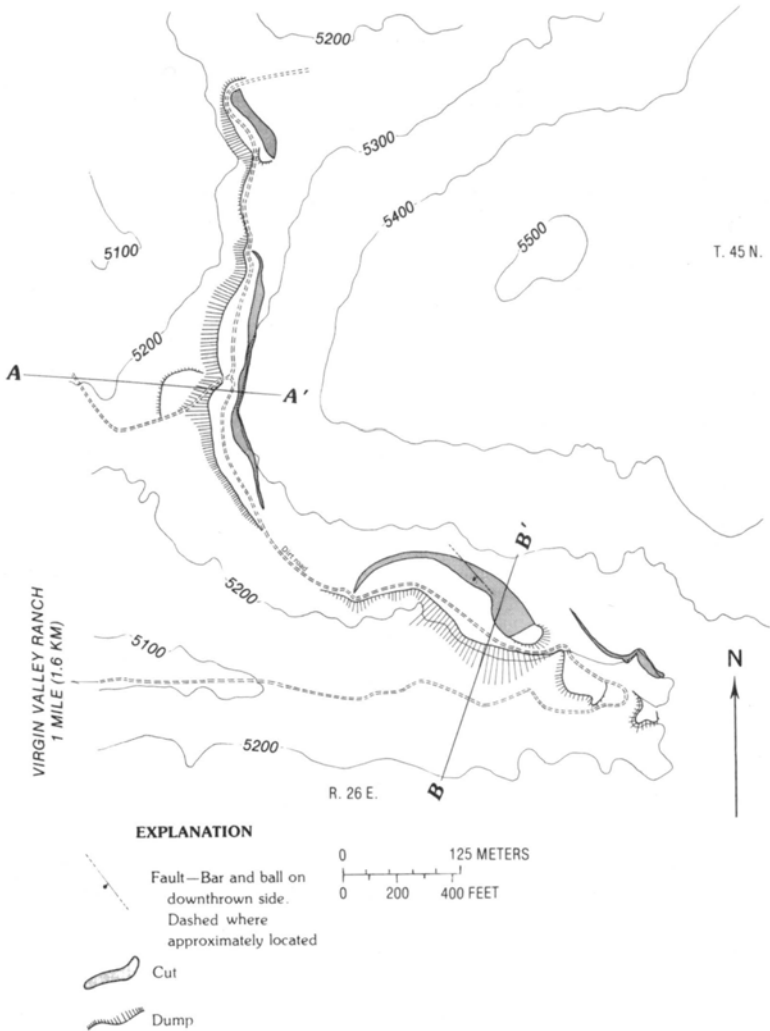 5200
5300
5400
5500
T. 45 N.
5100
5200
A
A′
B′
Dirt road
5200
5100
VIRGIN VALLEY RANCH
1 MILE (1.6 KM)
N
5200
R. 26 E.
B
EXPLANATION
Fault—Bar and ball on
downthrown side.
Dashed where
approximately located
Cut
Dump
0 125 METERS
0 200 400 FEET